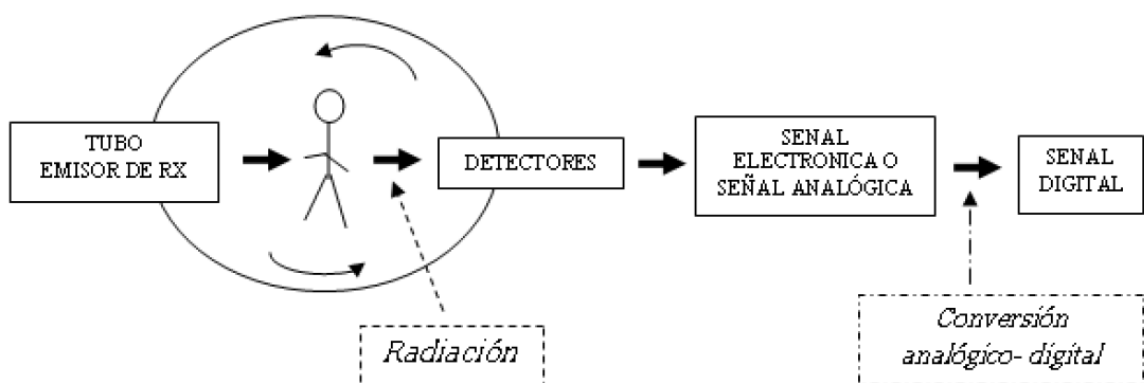 TUBO
EMISOR DE RX
DETECTORES
SENAL
ELECTRONICA O
SEÑAL ANALÓGICA
SENAL
DIGITAL
Radiación
Conversión
analógico- digital